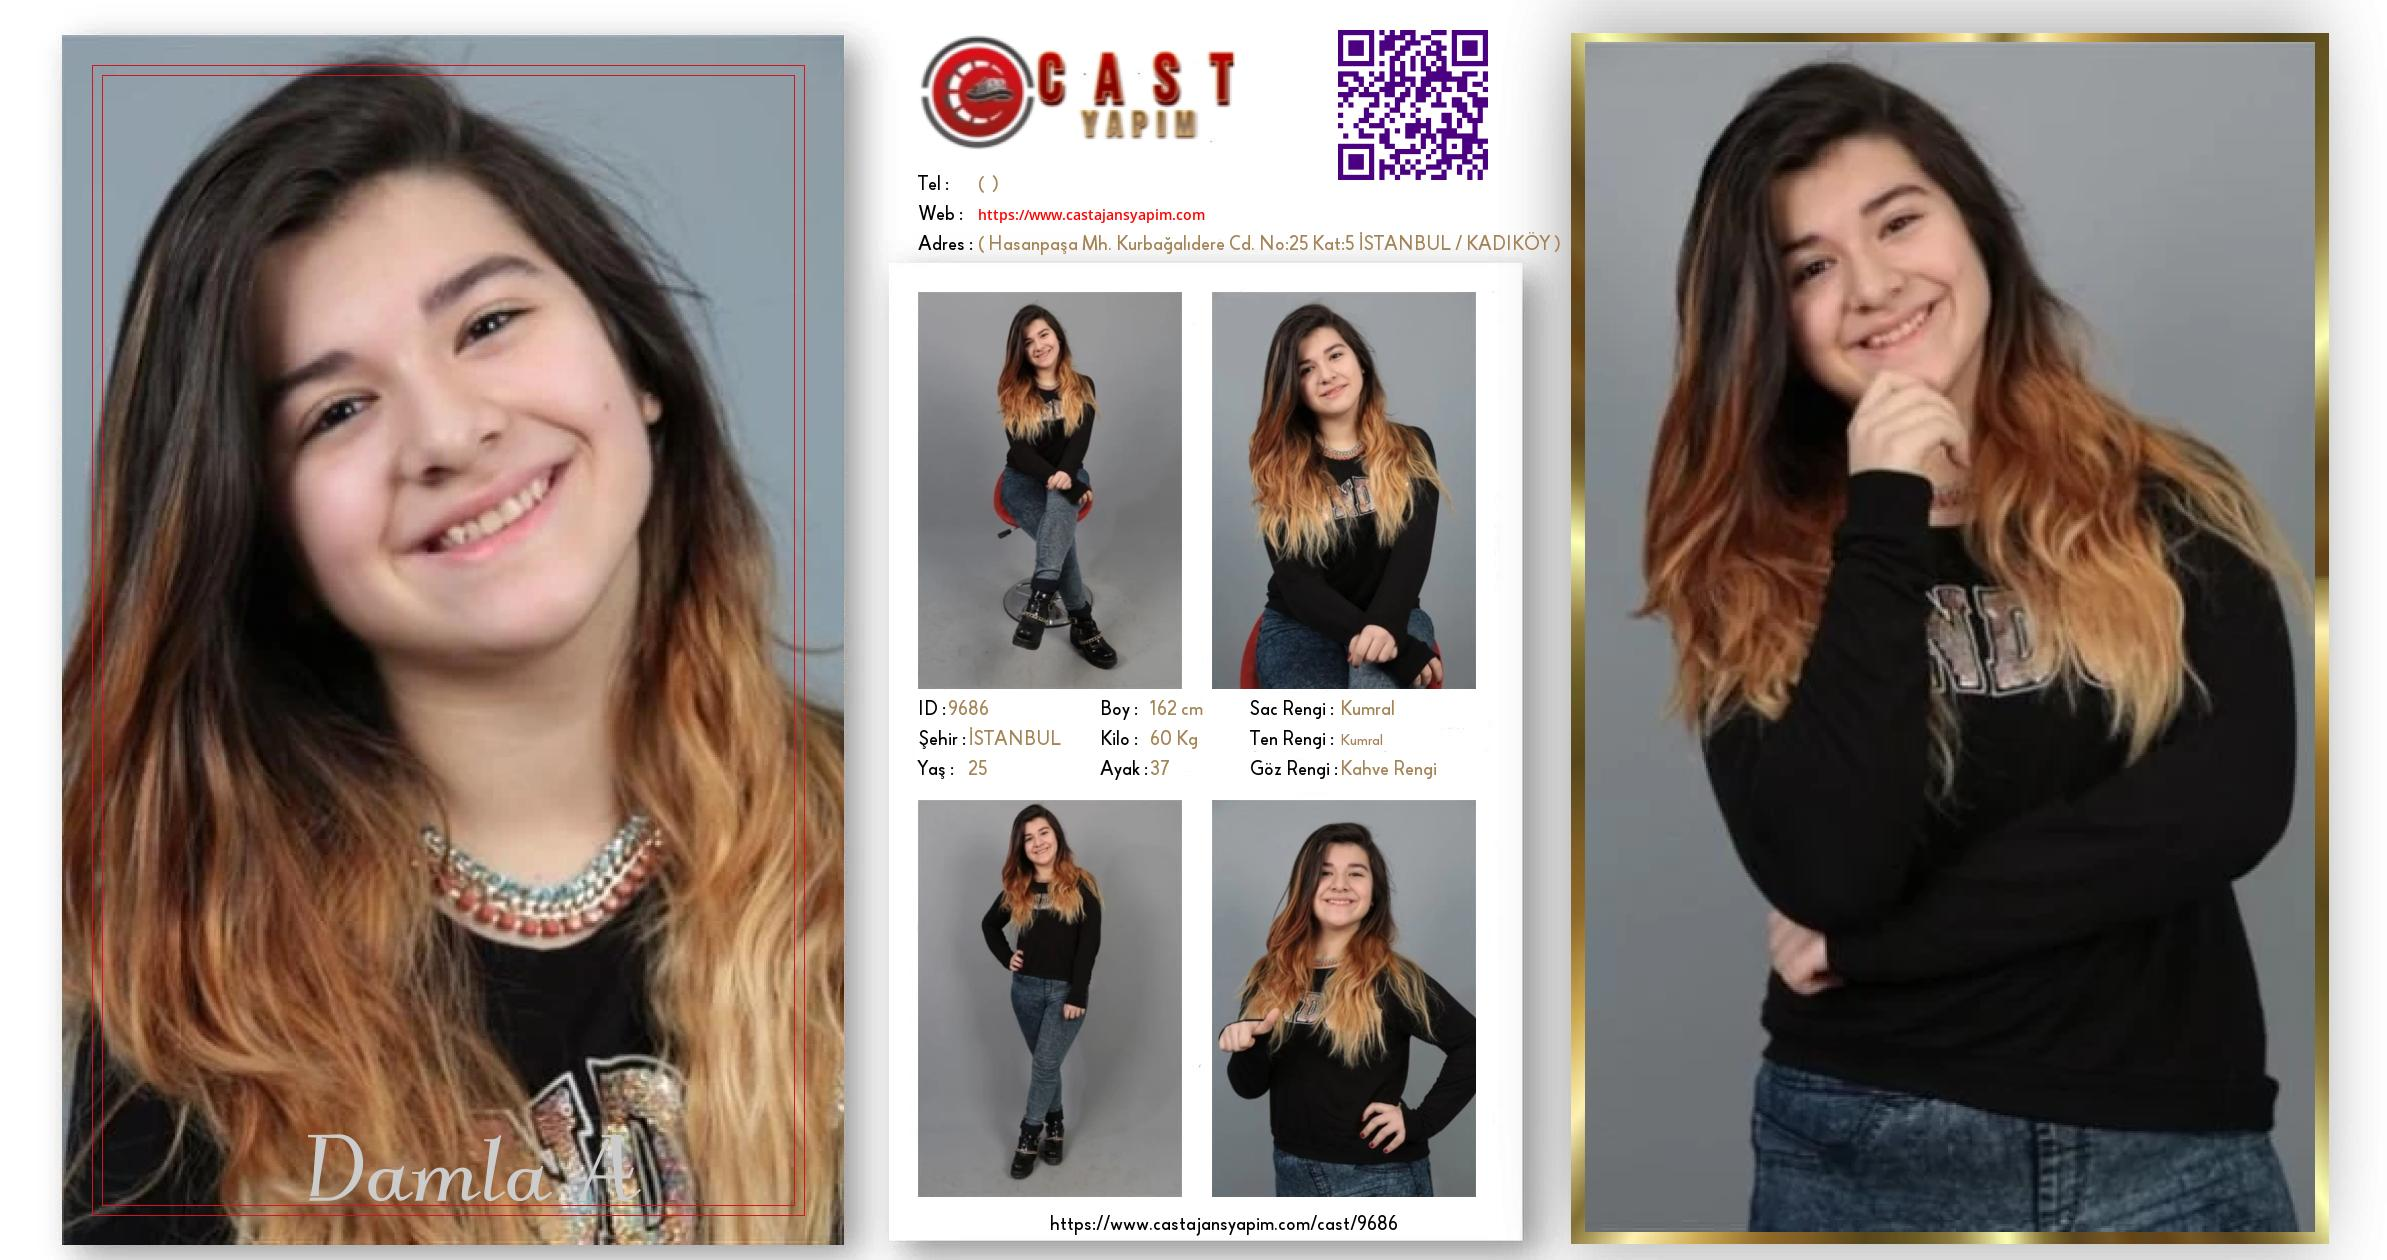 Damla A
CAST
YAPIM
Tel : ( )
Web : https://www.castajansyapim.com
Adres : ( Hasanpaşa Mh. Kurbağalıdere Cd. No:25 Kat:5 İSTANBUL / KADIKÖY )
ND
ND
ID : 9686 Boy : 162 cm Sac Rengi : Kumral
Şehir : İSTANBUL Kilo : 60 Kg Ten Rengi : Kumral
Yaş : 25 Ayak : 37 Göz Rengi : Kahve Rengi
https://www.castajansyapim.com/cast/9686